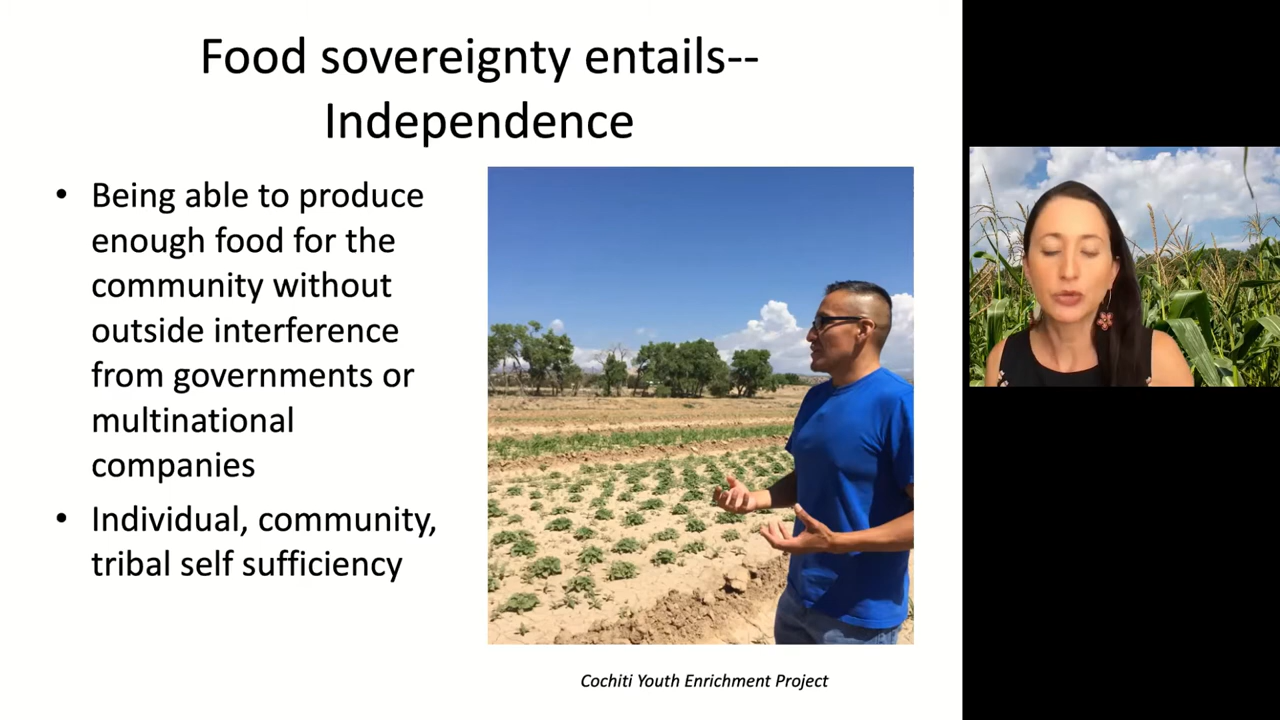 Food sovereignty entails--
Independence
• Being able to produce
enough food for the
community without
outside interference
from governments or
multinational
companies
• Individual, community,
tribal self sufficiency
Cochiti Youth Enrichment Project